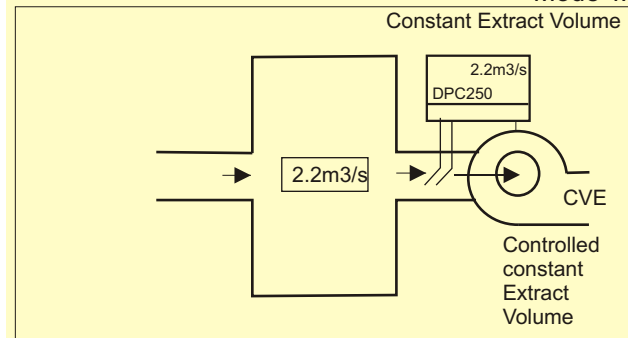 Constant Extract Volume
2.2m3/s
DPC250
2.2m3/s
CVE
Controlled
constant
Extract
Volume